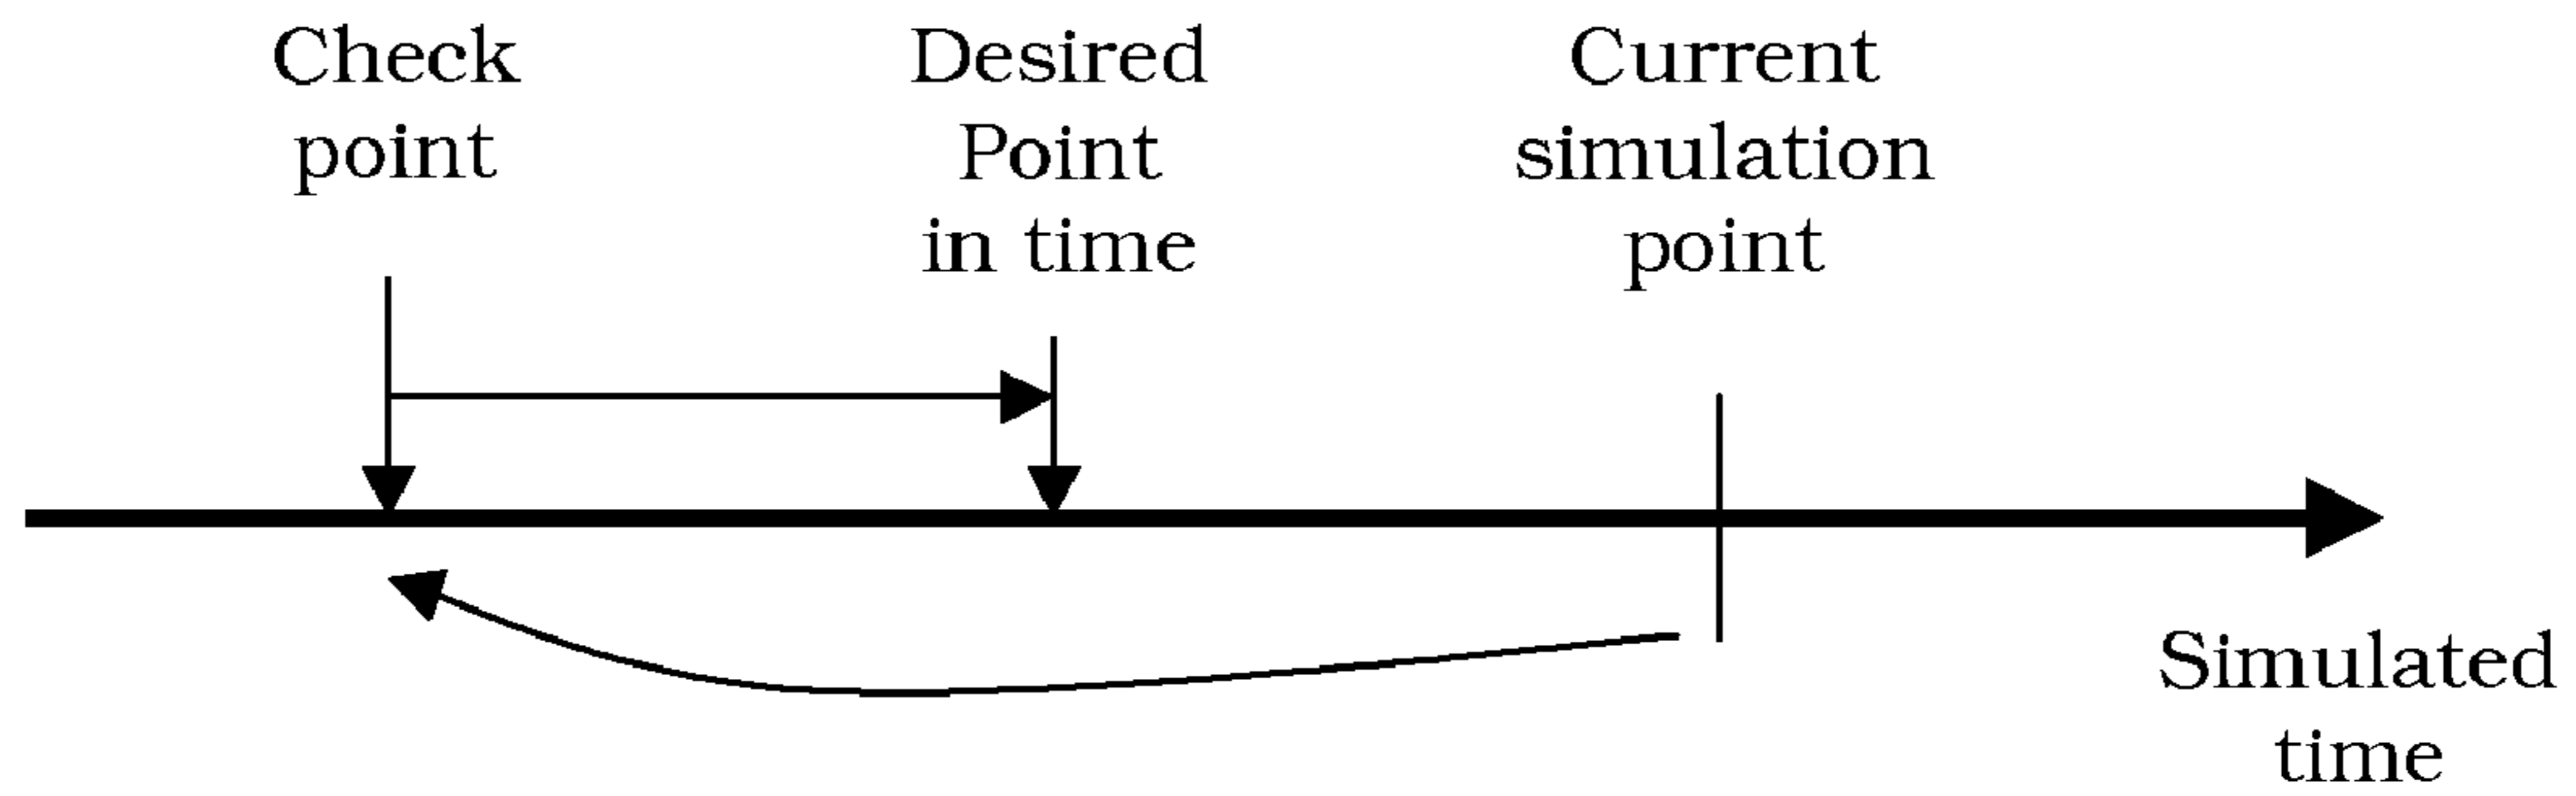 Check
point
Desired
Point
in time
Current
simulation
point
Simulated
time